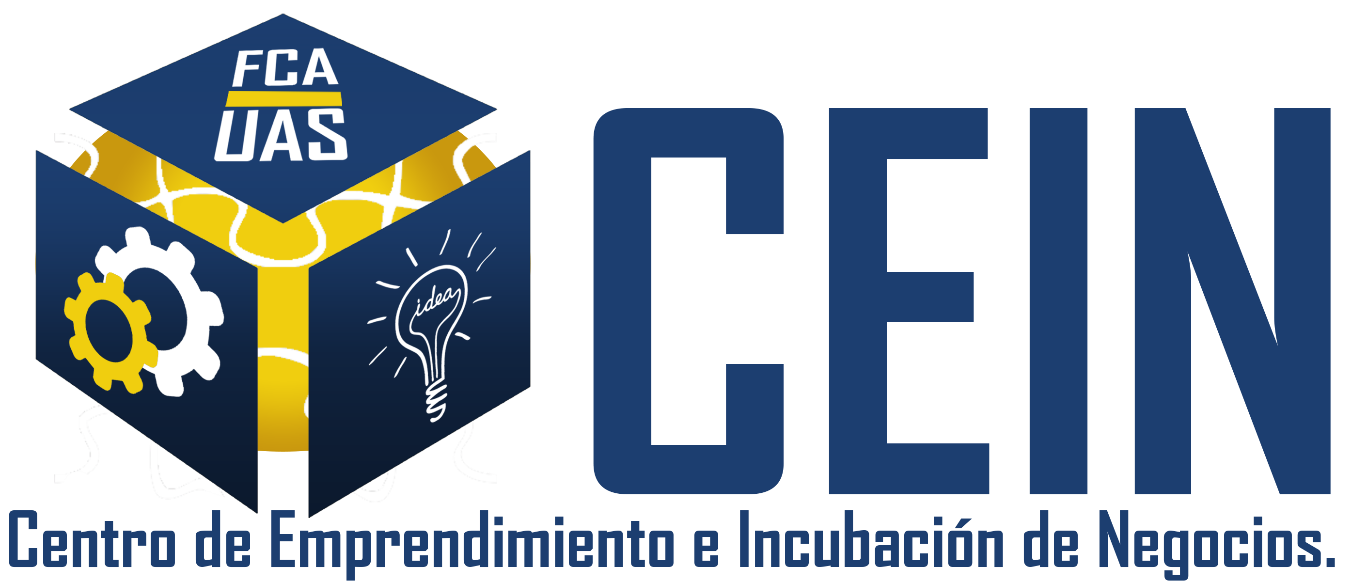 FCA
UAS
idea
CEIN
Centro de Emprendimiento e Incubación de Negocios.